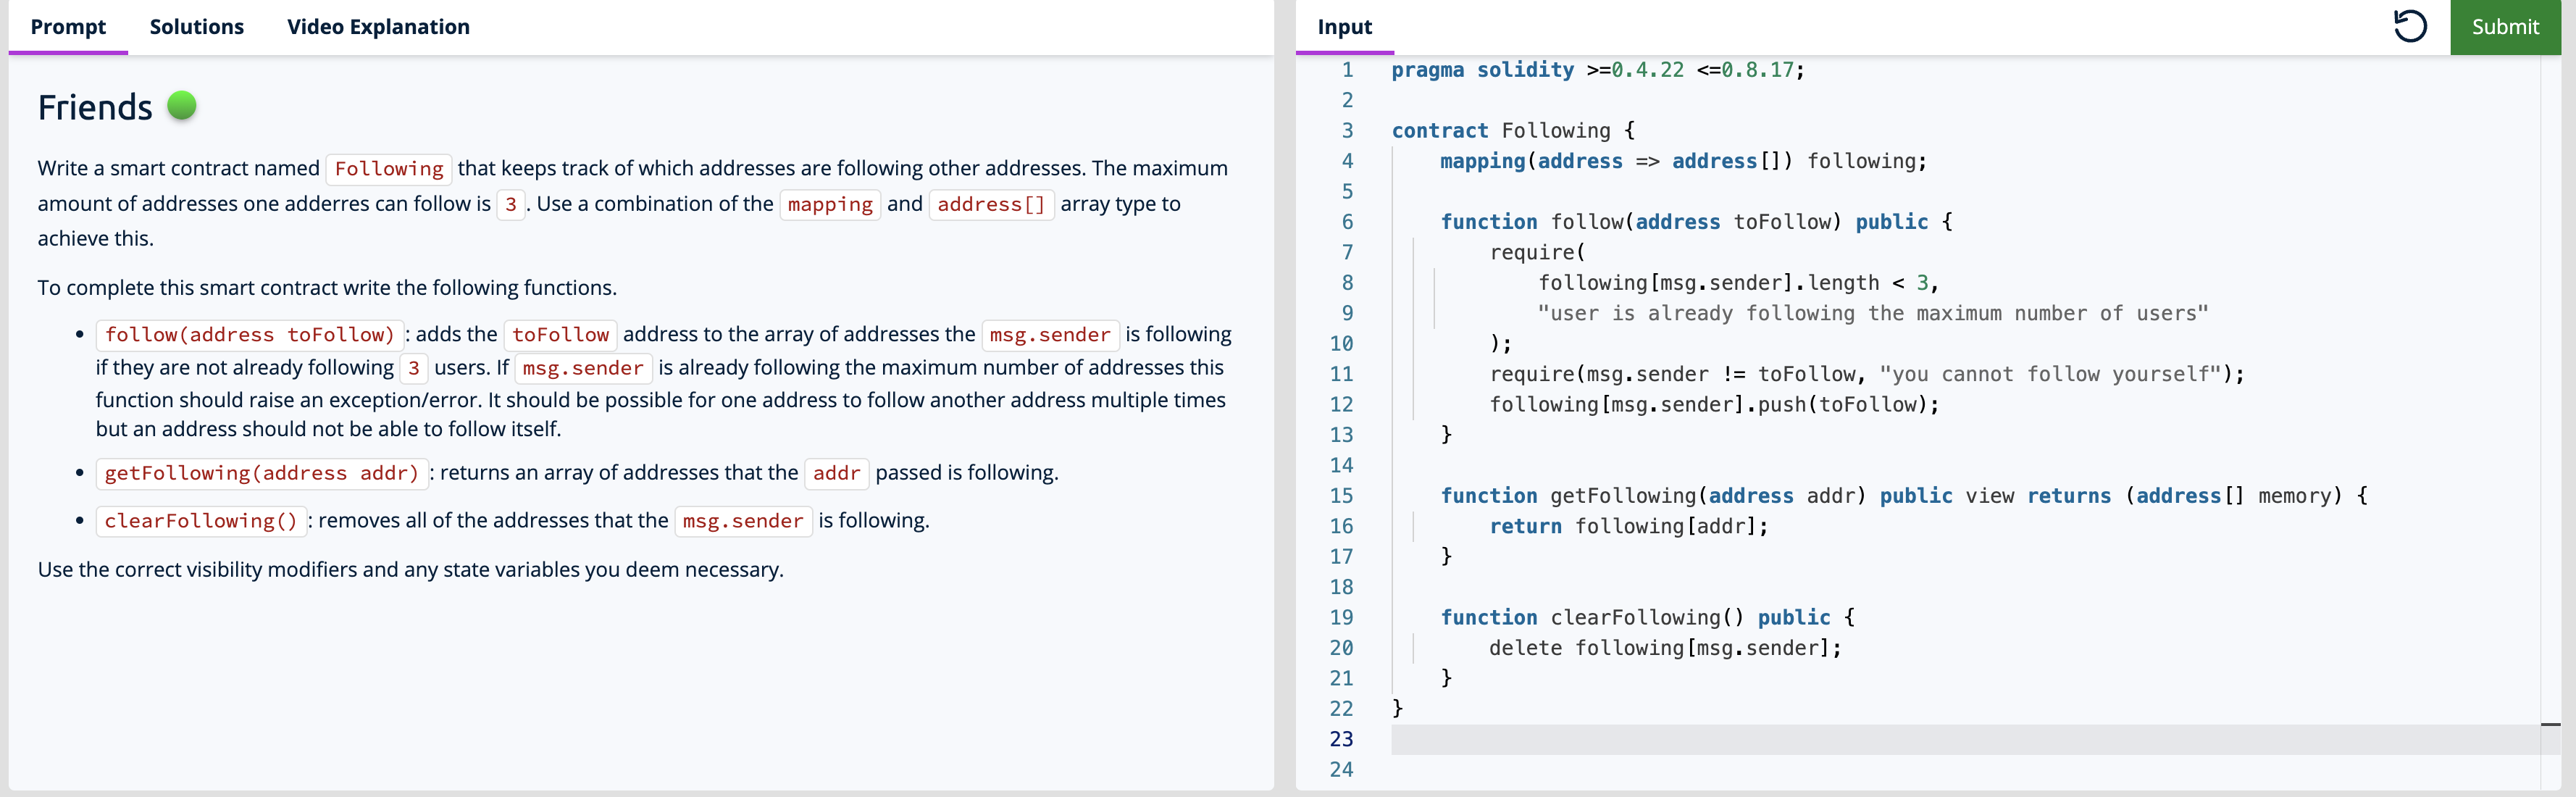 Prompt Solutions Video Explanation
Friends
Write a smart contract named Following that keeps track of which addresses are following other addresses. The maximum
amount of addresses one adderres can follow is 3. Use a combination of the mapping and address[] array type to
achieve this.
To complete this smart contract write the following functions.
• follow(address toFollow): adds the toFollow address to the array of addresses the msg.sender is following
if they are not already following 3 users. If msg.sender is already following the maximum number of addresses this
function should raise an exception/error. It should be possible for one address to follow another address multiple times
but an address should not be able to follow itself.
• getFollowing(address addr): returns an array of addresses that the addr passed is following.
• clearFollowing(): removes all of the addresses that the msg.sender is following.
Use the correct visibility modifiers and any state variables you deem necessary.
Input Submit
1 pragma solidity >=0.4.22 <=0.8.17;
2
3 contract Following {
4     mapping(address => address[]) following;
5
6     function follow(address toFollow) public {
7         require(
8             following[msg.sender].length < 3,
9             "user is already following the maximum number of users"
10         );
11         require(msg.sender != toFollow, "you cannot follow yourself");
12         following[msg.sender].push(toFollow);
13     }
14
15     function getFollowing(address addr) public view returns (address[] memory) {
16         return following[addr];
17     }
18
19     function clearFollowing() public {
20         delete following[msg.sender];
21     }
22 }
23
24